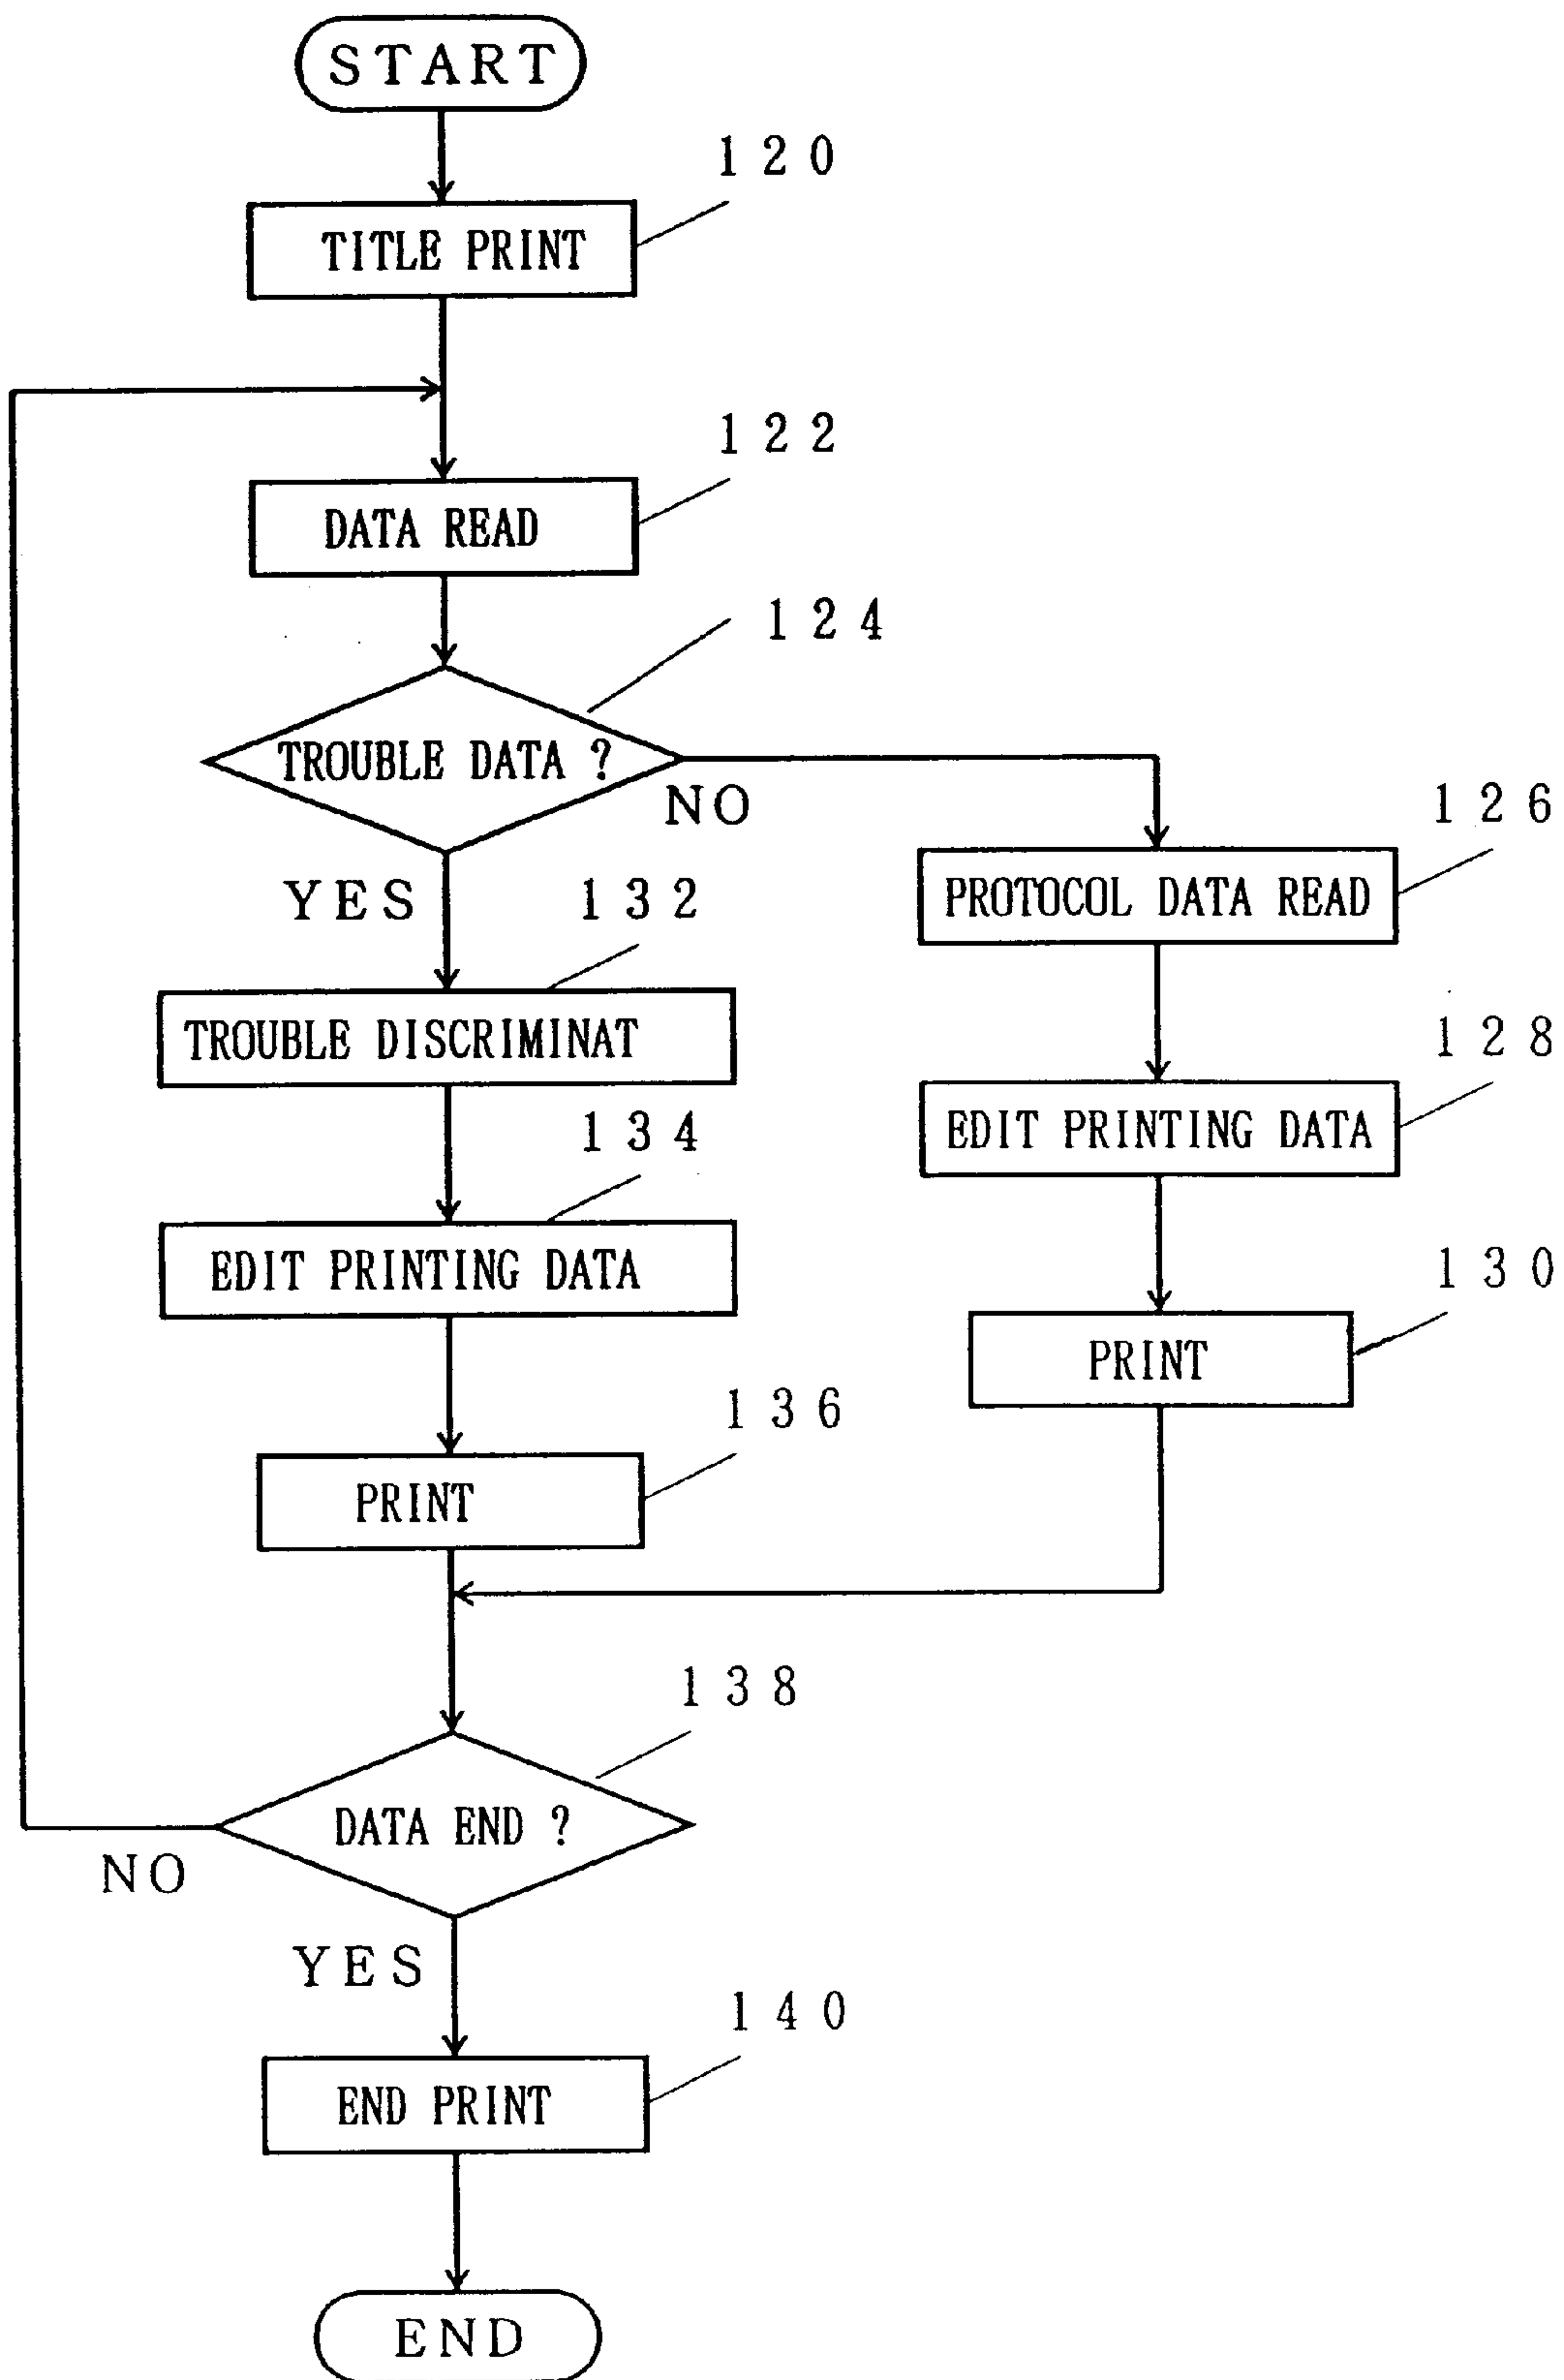 START
120
TITLE PRINT
122
DATA READ
124
TROUBLE DATA ?
NO
YES
126
PROTOCOL DATA READ
132
TROUBLE DISCRIMINAT
128
EDIT PRINTING DATA
134
EDIT PRINTING DATA
130
PRINT
136
PRINT
138
DATA END ?
NO
YES
140
END PRINT
END